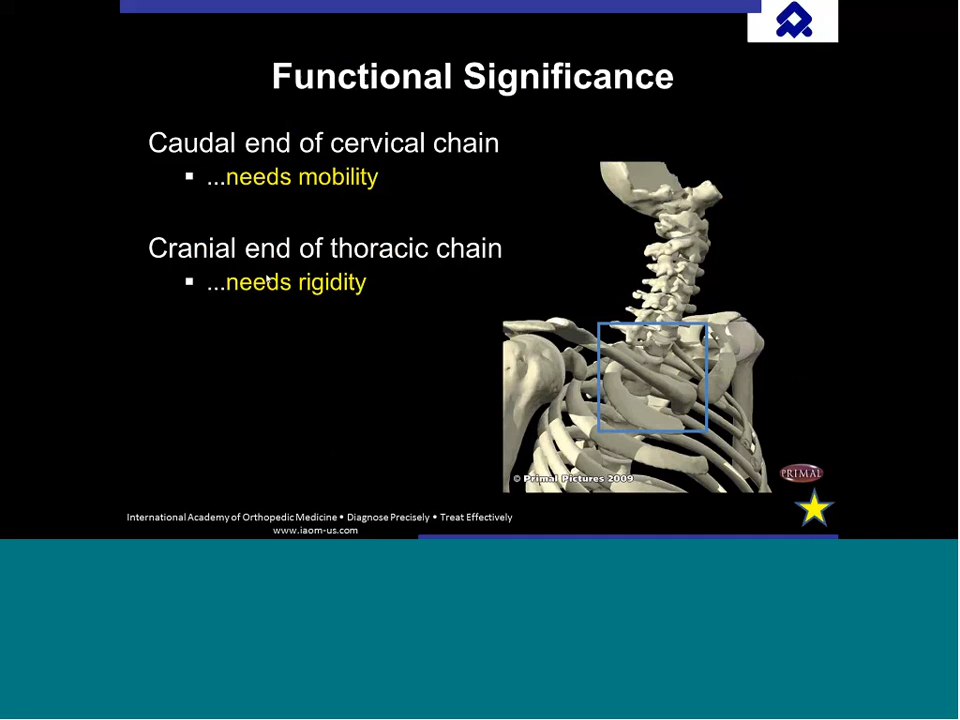 Functional Significance
Caudal end of cervical chain
▪ ...needs mobility
Cranial end of thoracic chain
▪ ...needs rigidity
© Primal Pictures 2009
PRIMAL
International Academy of Orthopedic Medicine • Diagnose Precisely • Treat Effectively
www.iaom-us.com